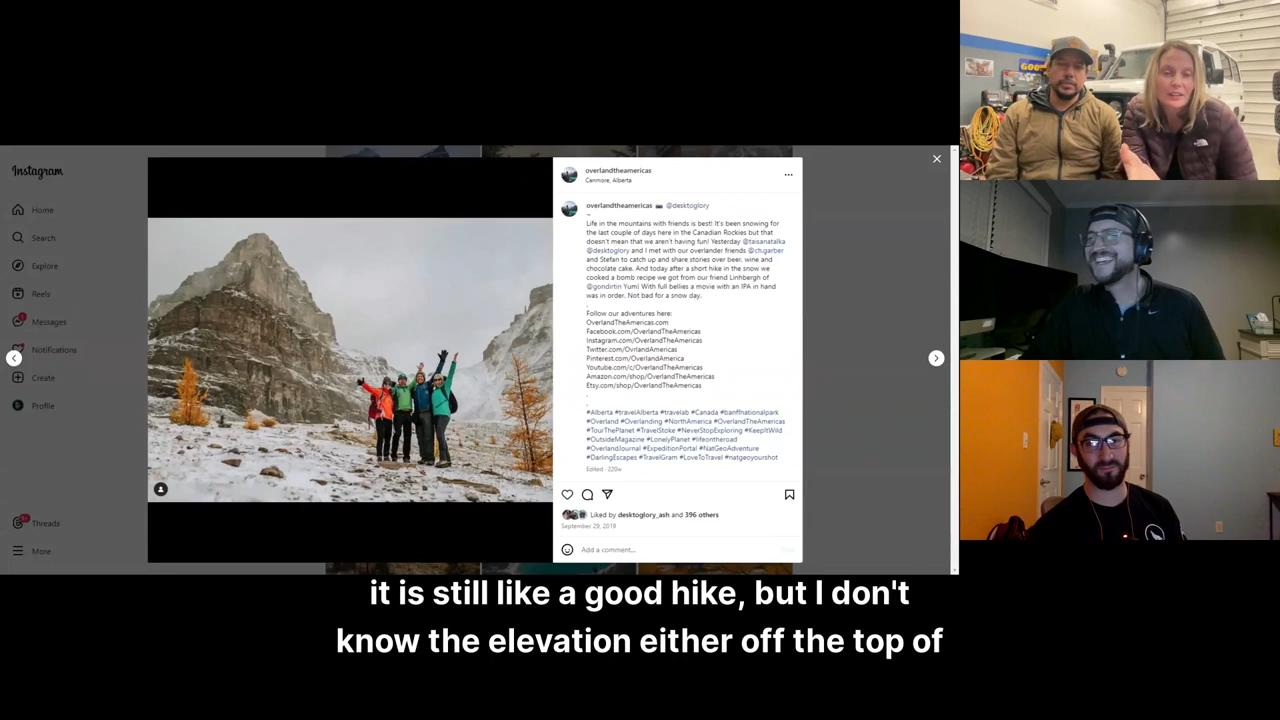 Instagram
Home
Search
Explore
Reels
Messages
Notifications
Create
Profile
Threads
More
overlandtheamericas
Canmore, Alberta
overlandtheamericas 📷 @desktoglory
~
Life in the mountains with friends is best! It's been snowing for
the last couple of days here in the Canadian Rockies but that
doesn't mean that we aren't having fun! Yesterday @taisanatalka
@desktoglory and I met with our overlander friends @ch.garber
and Stefan to catch up and share stories over beer, wine and
chocolate cake. And today after a short hike in the snow we
cooked a bomb recipe we got from our friend Linhbergh of
@gondirtin Yum! With full bellies a movie with an IPA in hand
was in order. Not bad for a snow day.
.
Follow our adventures here:
OverlandTheAmericas.com
Facebook.com/OverlandTheAmericas
Instagram.com/OverlandTheAmericas
Twitter.com/OvrlandAmericas
Pinterest.com/OverlandAmerica
Youtube.com/c/OverlandTheAmericas
Amazon.com/shop/OverlandTheAmericas
Etsy.com/shop/OverlandTheAmericas
.
.
#Alberta #travelAlberta #travelab #Canada #banffnationalpark
#Overland #Overlanding #NorthAmerica #OverlandTheAmericas
#TourThePlanet #TravelStoke #NeverStopExploring #KeepItWild
#OutsideMagazine #LonelyPlanet #lifeontheroad
#OverlandJournal #ExpeditionPortal #NatGeoAdventure
#DarlingEscapes #TravelGram #LoveToTravel #natgeoyourshot
Edited · 220w
Liked by desktoglory_ash and 396 others
September 29, 2019
Add a comment...
it is still like a good hike, but I don't
know the elevation either off the top of